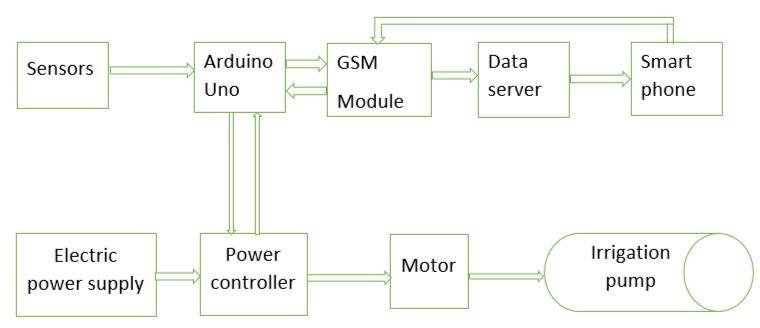 Sensors
Arduino
Uno
GSM
Module
Data
server
Smart
phone
Electric
power supply
Power
controller
Motor
Irrigation
pump